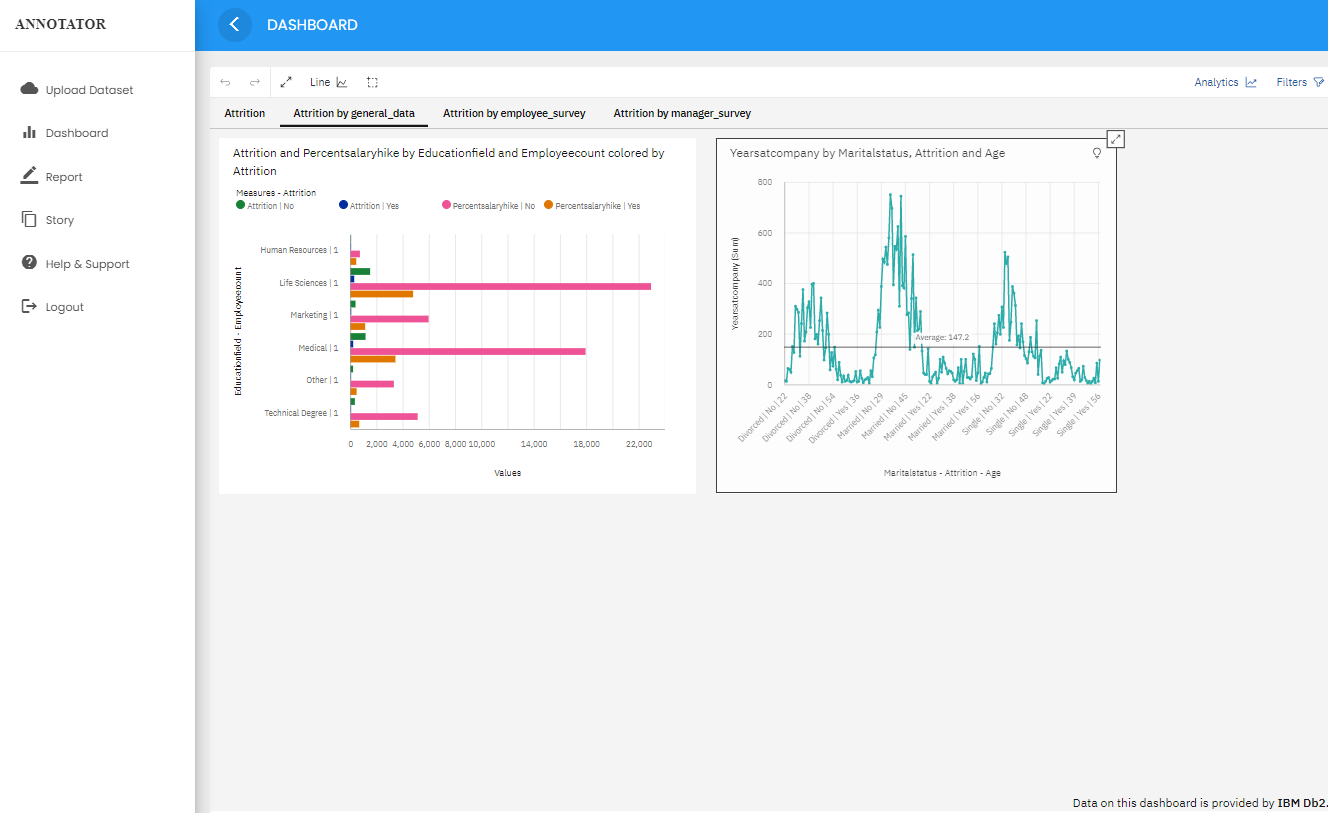 ANNOTATOR
DASHBOARD
Upload Dataset
Dashboard
Report
Story
Help & Support
Logout
Line
Analytics
Filters
Attrition
Attrition by general_data
Attrition by employee_survey
Attrition by manager_survey
Attrition and Percentsalaryhike by Educationfield and Employeecount colored by
Attrition
Measures - Attrition
Attrition | No
Attrition | Yes
Percentsalaryhike | No
Percentsalaryhike | Yes
Educationfield - Employeecount
Human Resources | 1
Life Sciences | 1
Marketing | 1
Medical | 1
Other | 1
Technical Degree | 1
0 2,000 4,000 6,000 8,000 10,000 14,000 18,000 22,000
Values
Yearsatcompany by Maritalstatus, Attrition and Age
Yearsatcompany (Sum)
800
600
400
200
0
Average: 147.2
Divorced | No | 22
Divorced | No | 38
Divorced | No | 54
Divorced | Yes | 36
Married | No | 29
Married | No | 45
Married | Yes | 22
Married | Yes | 38
Married | Yes | 56
Single | No | 32
Single | No | 48
Single | Yes | 22
Single | Yes | 39
Single | Yes | 56
Maritalstatus - Attrition - Age
Data on this dashboard is provided by IBM Db2.